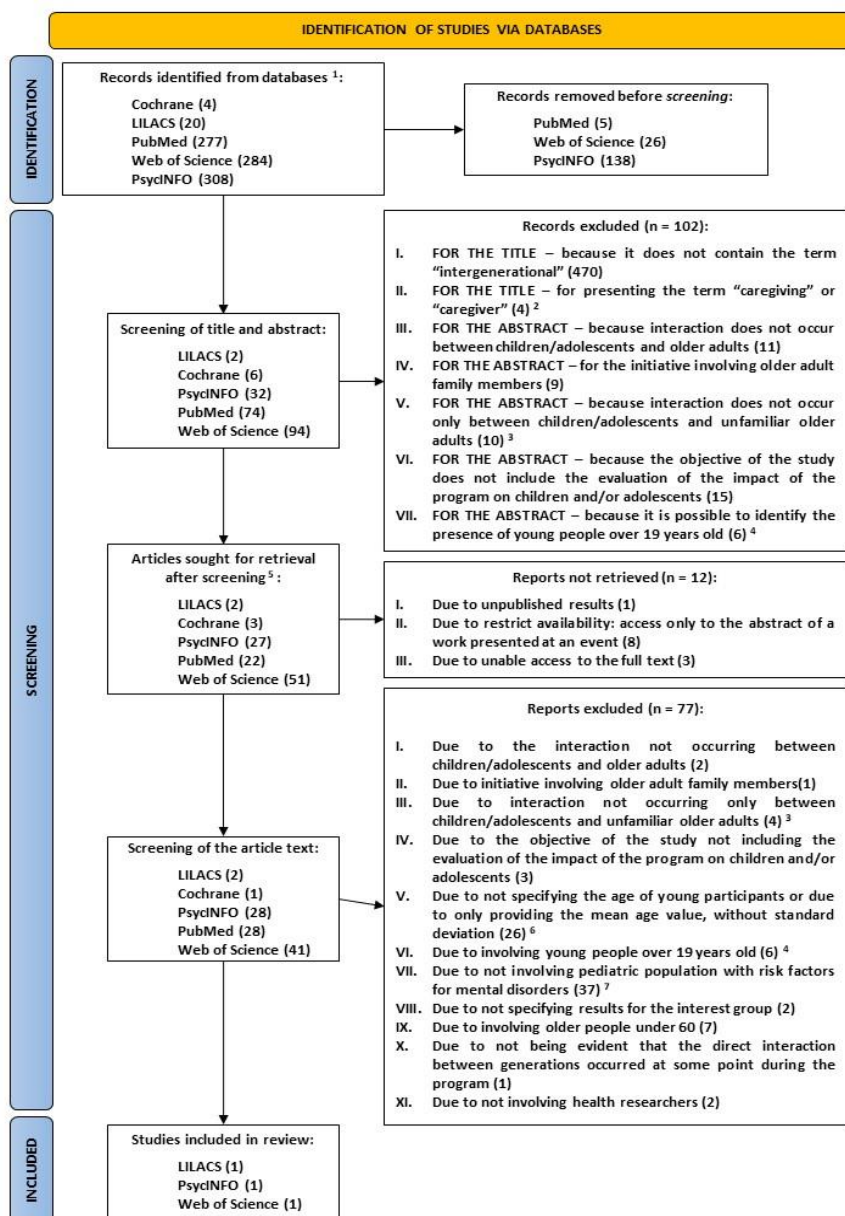 IDENTIFICATION OF STUDIES VIA DATABASES
IDENTIFICATION
Records identified from databases ¹:
Cochrane (4)
LILACS (20)
PubMed (277)
Web of Science (284)
PsycINFO (308)
Records removed before screening:
PubMed (5)
Web of Science (26)
PsycINFO (138)
SCREENING
Screening of title and abstract:
LILACS (2)
Cochrane (6)
PsycINFO (32)
PubMed (74)
Web of Science (94)
Records excluded (n = 102):
I. FOR THE TITLE – because it does not contain the term
“intergenerational” (470)
II. FOR THE TITLE – for presenting the term “caregiving” or
“caregiver” (4) ²
III. FOR THE ABSTRACT – because interaction does not occur
between children/adolescents and older adults (11)
IV. FOR THE ABSTRACT – for the initiative involving older adult
family members (9)
V. FOR THE ABSTRACT – because interaction does not occur
only between children/adolescents and unfamiliar older
adults (10) ³
VI. FOR THE ABSTRACT – because the objective of the study
does not include the evaluation of the impact of the
program on children and/or adolescents (15)
VII. FOR THE ABSTRACT – because it is possible to identify the
presence of young people over 19 years old (6) ⁴
Articles sought for retrieval
after screening ⁵ :
LILACS (2)
Cochrane (3)
PsycINFO (27)
PubMed (22)
Web of Science (51)
Reports not retrieved (n = 12):
I. Due to unpublished results (1)
II. Due to restrict availability: access only to the abstract of a
work presented at an event (8)
III. Due to unable access to the full text (3)
Screening of the article text:
LILACS (2)
Cochrane (1)
PsycINFO (28)
PubMed (28)
Web of Science (41)
Reports excluded (n = 77):
I. Due to the interaction not occurring between
children/adolescents and older adults (2)
II. Due to initiative involving older adult family members(1)
III. Due to interaction not occurring only between
children/adolescents and unfamiliar older adults (4) ³
IV. Due to the objective of the study not including the
evaluation of the impact of the program on children and/or
adolescents (3)
V. Due to not specifying the age of young participants or due
to only providing the mean age value, without standard
deviation (26) ⁶
VI. Due to involving young people over 19 years old (6) ⁴
VII. Due to not involving pediatric population with risk factors
for mental disorders (37) ⁷
VIII. Due to not specifying results for the interest group (2)
IX. Due to involving older people under 60 (7)
X. Due to not being evident that the direct interaction
between generations occurred at some point during the
program (1)
XI. Due to not involving health researchers (2)
INCLUDED
Studies included in review:
LILACS (1)
PsycINFO (1)
Web of Science (1)